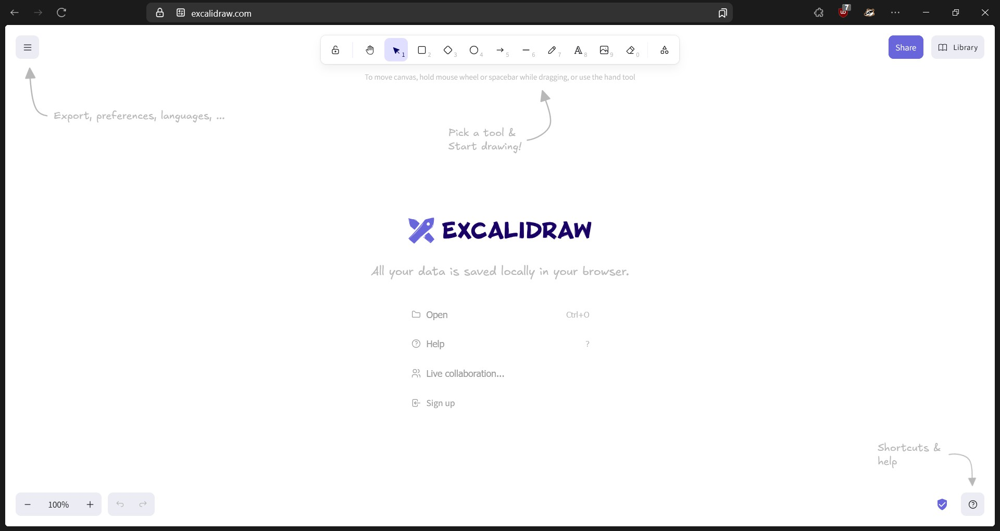 excalidraw.com
7
1
2
3
4
5
6
7
8
9
0
Share
Library
To move canvas, hold mouse wheel or spacebar while dragging, or use the hand tool
Export, preferences, languages, ...
Pick a tool &
Start drawing!
EXCALIDRAW
All your data is saved locally in your browser.
Open Ctrl+O
Help ?
Live collaboration...
Sign up
Shortcuts &
help
100%